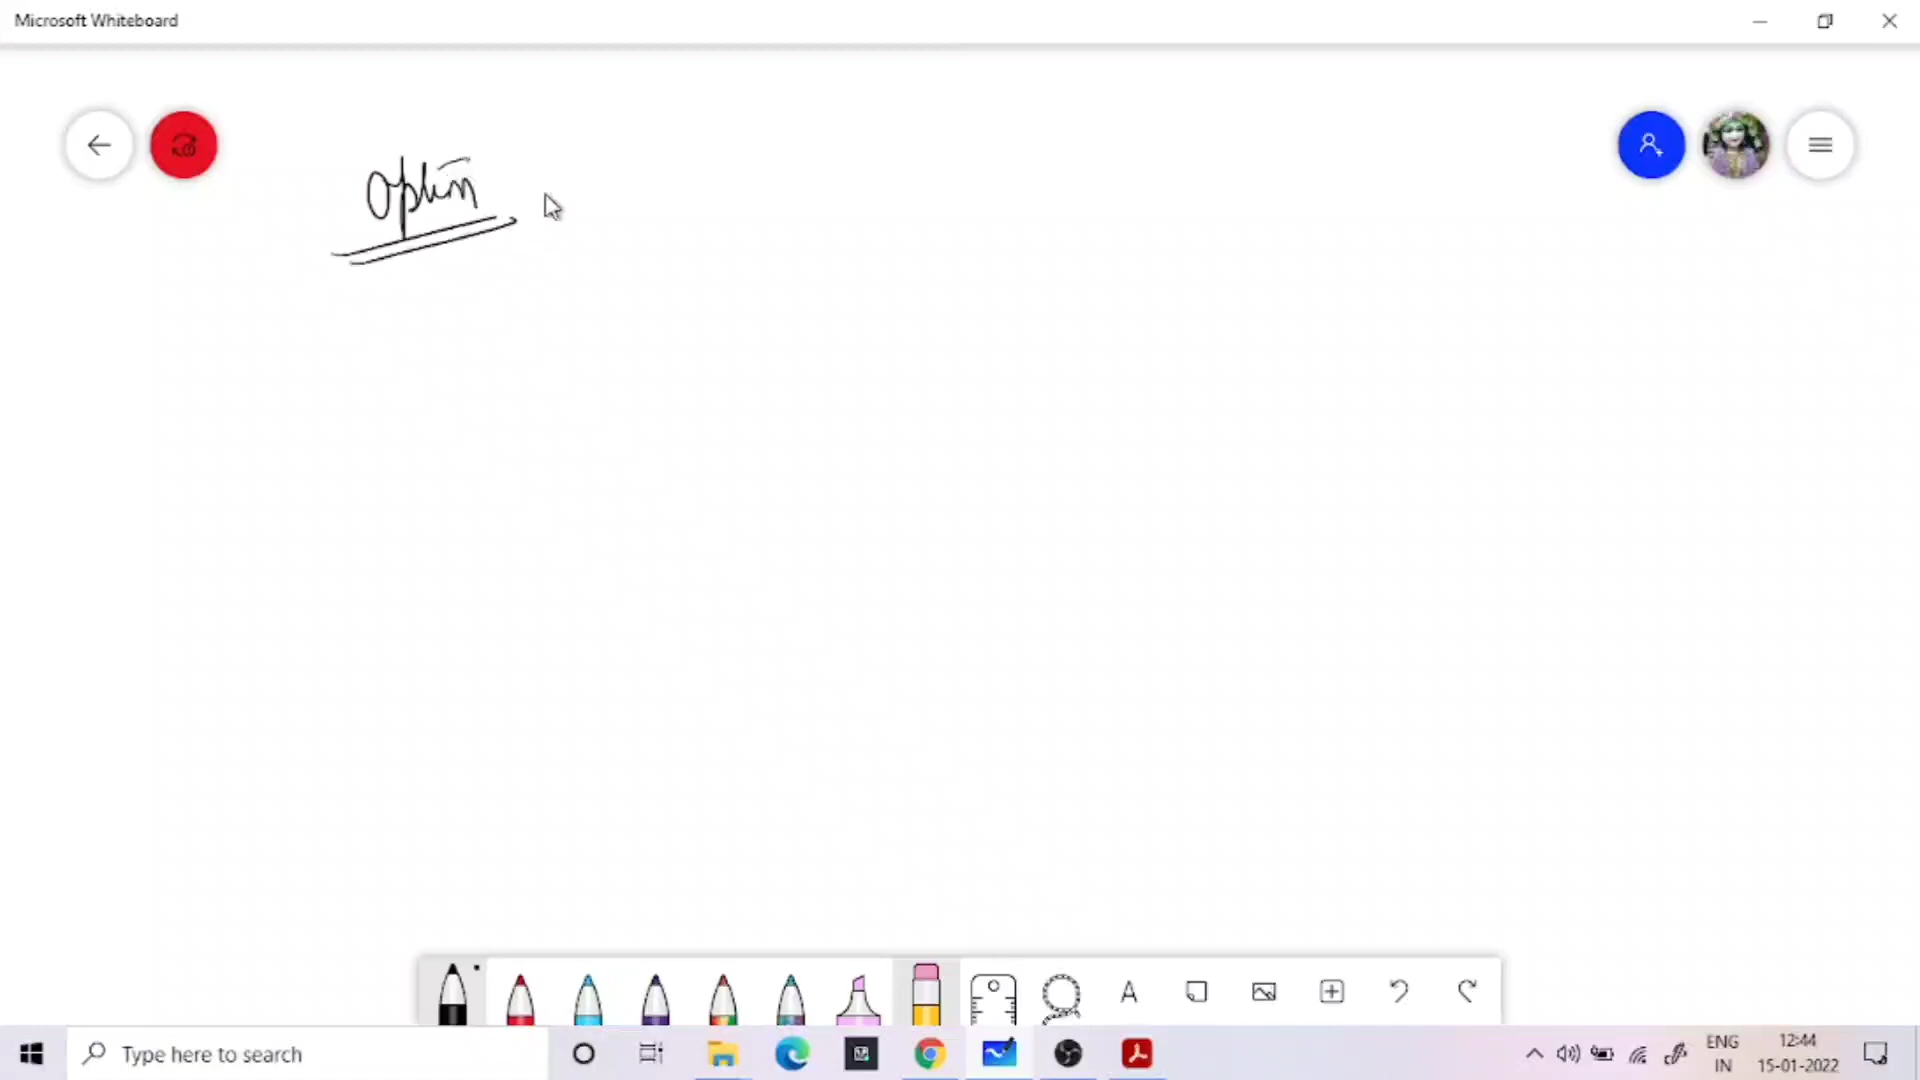 Microsoft Whiteboard
Option
A
Type here to search
ENG
IN
12:44
15-01-2022